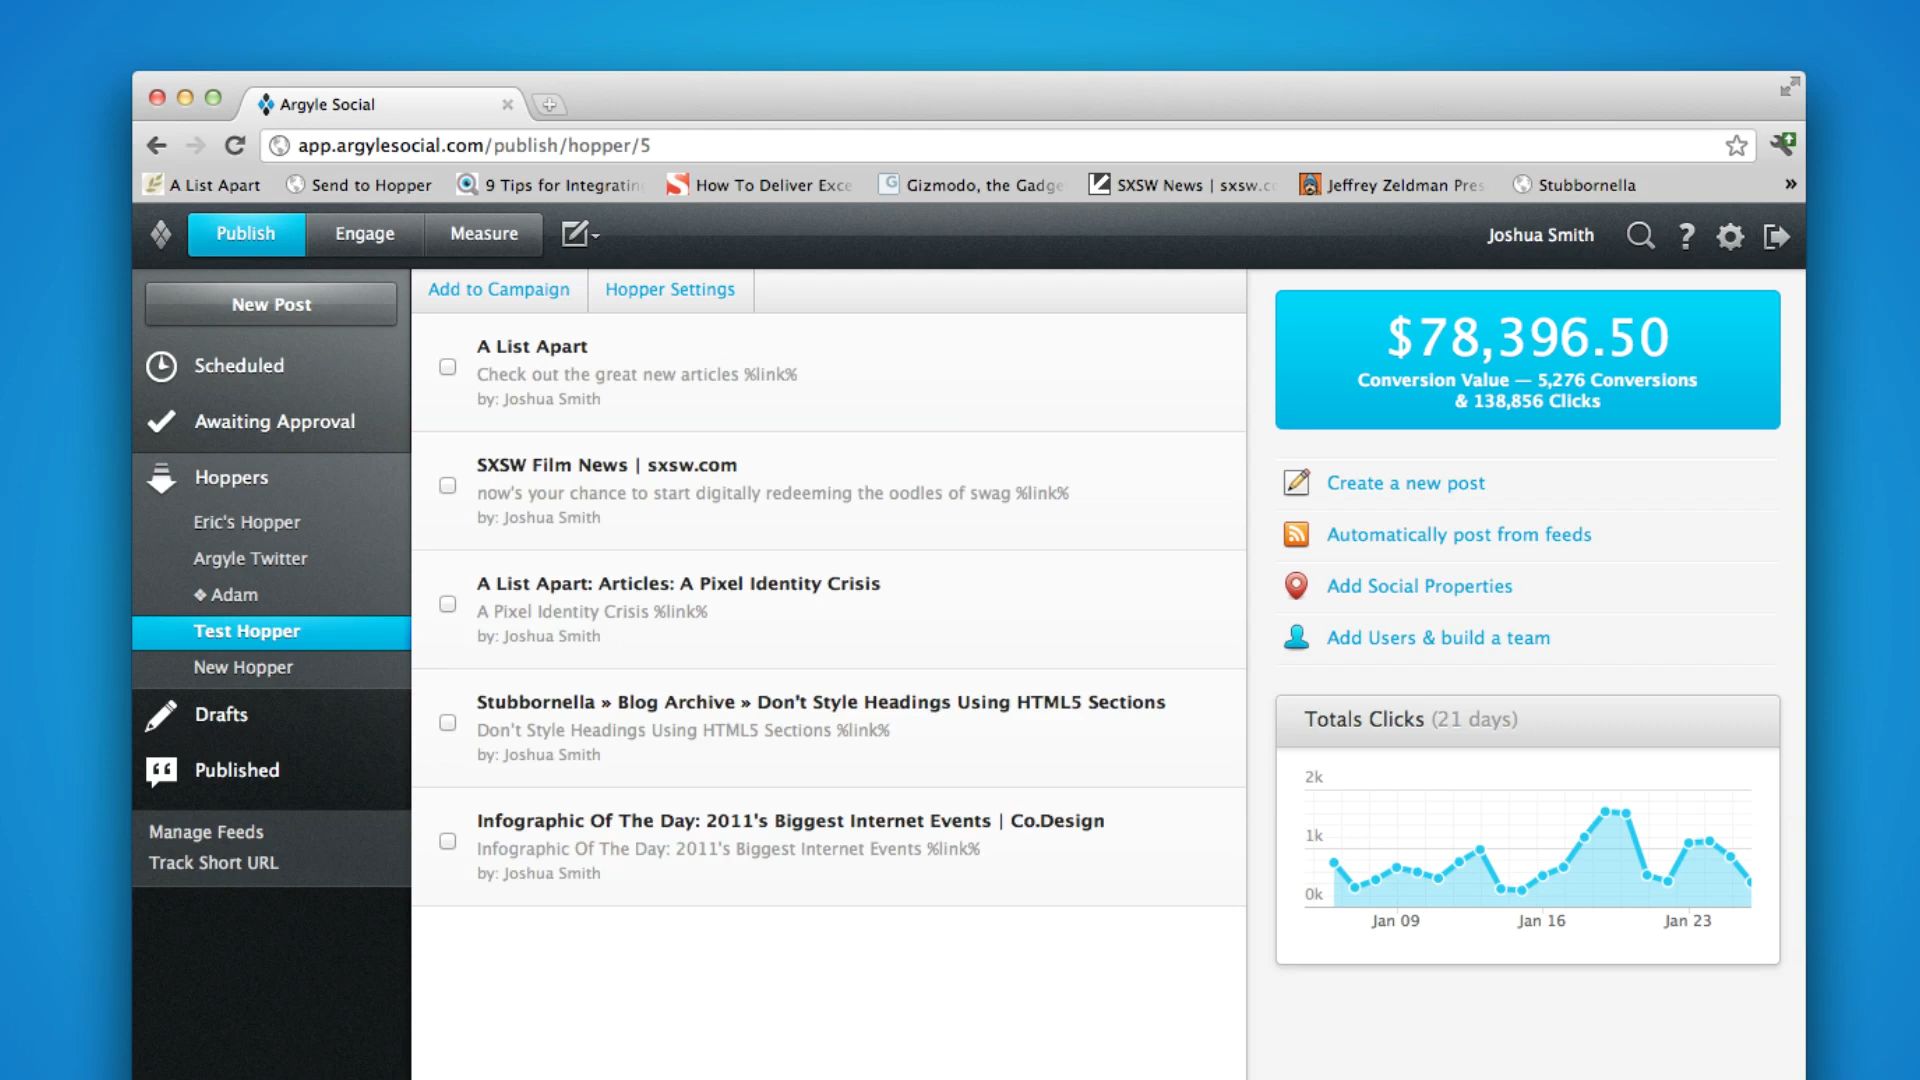 Argyle Social
app.argylesocial.com/publish/hopper/5
A List Apart
Send to Hopper
9 Tips for Integratin
How To Deliver Exce
Gizmodo, the Gadge
SXSW News | sxsw.co
Jeffrey Zeldman Pres
Stubbornella
»
Publish
Engage
Measure
Joshua Smith
?
New Post
Scheduled
Awaiting Approval
Hoppers
Eric's Hopper
Argyle Twitter
❖ Adam
Test Hopper
New Hopper
Drafts
Published
Manage Feeds
Track Short URL
Add to Campaign
Hopper Settings
A List Apart
Check out the great new articles %link%
by: Joshua Smith
SXSW Film News | sxsw.com
now's your chance to start digitally redeeming the oodles of swag %link%
by: Joshua Smith
A List Apart: Articles: A Pixel Identity Crisis
A Pixel Identity Crisis %link%
by: Joshua Smith
Stubbornella » Blog Archive » Don't Style Headings Using HTML5 Sections
Don't Style Headings Using HTML5 Sections %link%
by: Joshua Smith
Infographic Of The Day: 2011's Biggest Internet Events | Co.Design
Infographic Of The Day: 2011's Biggest Internet Events %link%
by: Joshua Smith
$78,396.50
Conversion Value — 5,276 Conversions
& 138,856 Clicks
Create a new post
Automatically post from feeds
Add Social Properties
Add Users & build a team
Totals Clicks (21 days)
2k
1k
0k
Jan 09
Jan 16
Jan 23